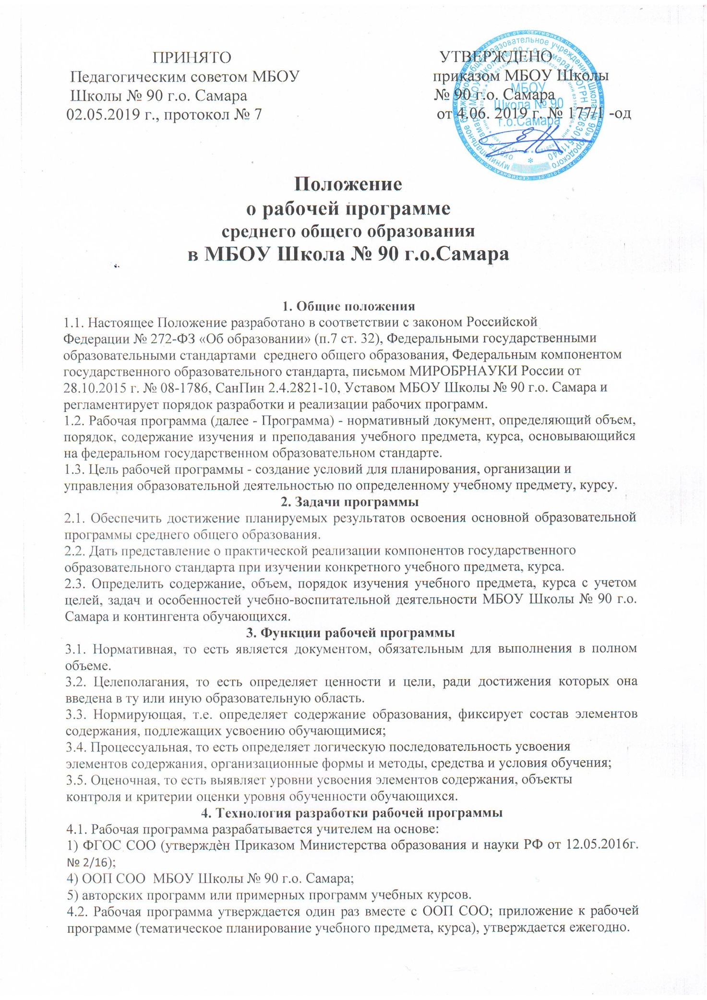 ПРИНЯТО
Педагогическим советом МБОУ
Школы № 90 г.о. Самара
02.05.2019 г., протокол № 7
УТВЕРЖДЕНО
приказом МБОУ Школы
№ 90 г.о. Самара
от 4.06. 2019 г. № 177/1 -од
МБОУ
Школа № 90
г.о.Самара
Положение
о рабочей программе
среднего общего образования
в МБОУ Школа № 90 г.о.Самара
1. Общие положения
1.1. Настоящее Положение разработано в соответствии с законом Российской
Федерации № 272-ФЗ «Об образовании» (п.7 ст. 32), Федеральными государственными
образовательными стандартами среднего общего образования, Федеральным компонентом
государственного образовательного стандарта, письмом МИРОБРНАУКИ России от
28.10.2015 г. № 08-1786, СанПин 2.4.2821-10, Уставом МБОУ Школы № 90 г.о. Самара и
регламентирует порядок разработки и реализации рабочих программ.
1.2. Рабочая программа (далее - Программа) - нормативный документ, определяющий объем,
порядок, содержание изучения и преподавания учебного предмета, курса, основывающийся
на федеральном государственном образовательном стандарте.
1.3. Цель рабочей программы - создание условий для планирования, организации и
управления образовательной деятельностью по определенному учебному предмету, курсу.
2. Задачи программы
2.1. Обеспечить достижение планируемых результатов освоения основной образовательной
программы среднего общего образования.
2.2. Дать представление о практической реализации компонентов государственного
образовательного стандарта при изучении конкретного учебного предмета, курса.
2.3. Определить содержание, объем, порядок изучения учебного предмета, курса с учетом
целей, задач и особенностей учебно-воспитательной деятельности МБОУ Школы № 90 г.о.
Самара и контингента обучающихся.
3. Функции рабочей программы
3.1. Нормативная, то есть является документом, обязательным для выполнения в полном
объеме.
3.2. Целеполагания, то есть определяет ценности и цели, ради достижения которых она
введена в ту или иную образовательную область.
3.3. Нормирующая, т.е. определяет содержание образования, фиксирует состав элементов
содержания, подлежащих усвоению обучающимися;
3.4. Процессуальная, то есть определяет логическую последовательность усвоения
элементов содержания, организационные формы и методы, средства и условия обучения;
3.5. Оценочная, то есть выявляет уровни усвоения элементов содержания, объекты
контроля и критерии оценки уровня обученности обучающихся.
4. Технология разработки рабочей программы
4.1. Рабочая программа разрабатывается учителем на основе:
1) ФГОС СОО (утверждѐн Приказом Министерства образования и науки РФ от 12.05.2016г.
№ 2/16);
4) ООП СОО МБОУ Школы № 90 г.о. Самара;
5) авторских программ или примерных программ учебных курсов.
4.2. Рабочая программа утверждается один раз вместе с ООП СОО; приложение к рабочей
программе (тематическое планирование учебного предмета, курса), утверждается ежегодно.